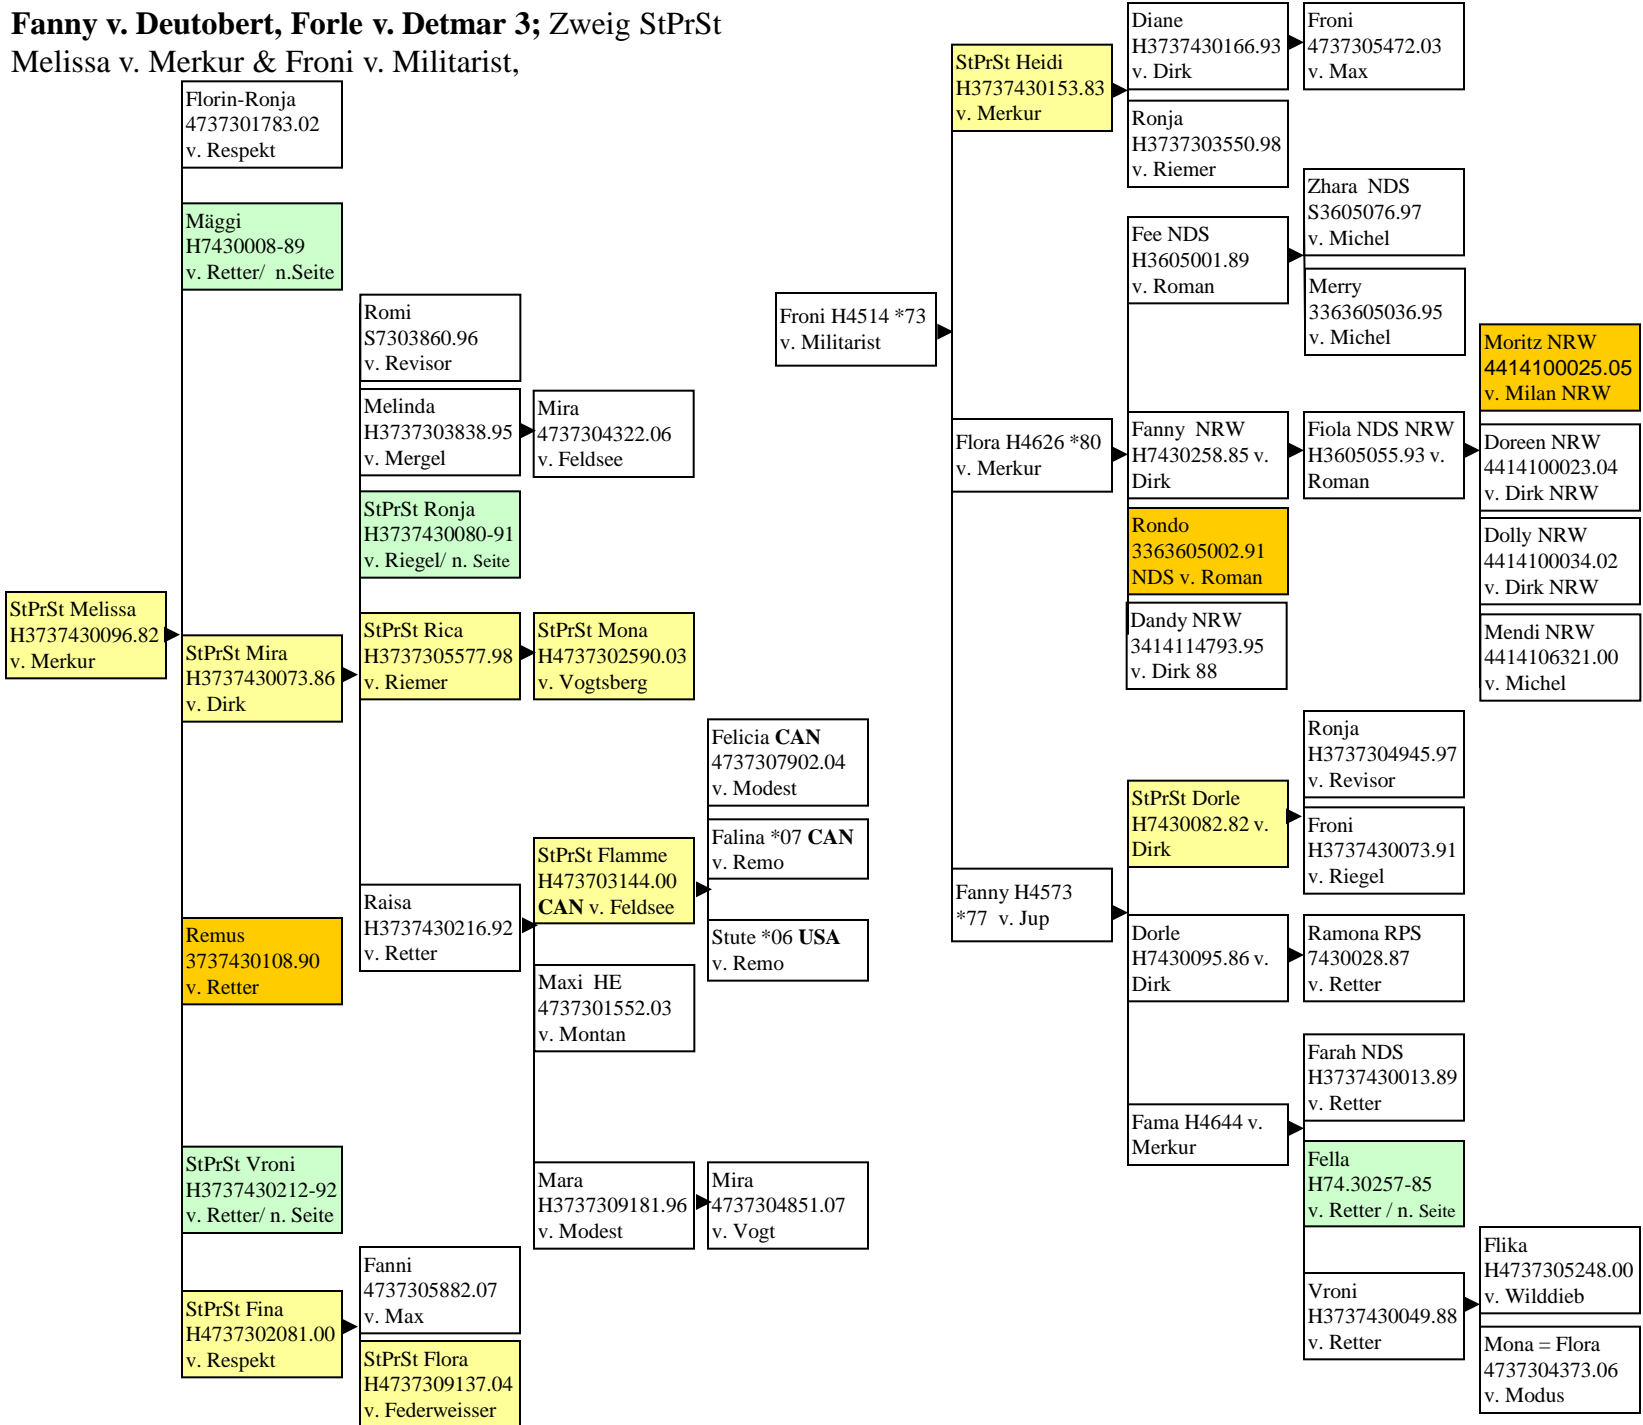 Fanny v. Deutobert, Forle v. Detmar 3; Zweig StPrSt
Melissa v. Merkur & Froni v. Militarist,
StPrSt Melissa
H3737430096.82
v. Merkur
Florin-Ronja
4737301783.02
v. Respekt
Mäggi
H7430008-89
v. Retter/ n.Seite
StPrSt Mira
H3737430073.86
v. Dirk
Remus
3737430108.90
v. Retter
StPrSt Vroni
H3737430212-92
v. Retter/ n. Seite
StPrSt Fina
H4737302081.00
v. Respekt
Romi
S7303860.96
v. Revisor
Melinda
H3737303838.95
v. Mergel
StPrSt Ronja
H3737430080-91
v. Riegel/ n. Seite
StPrSt Rica
H3737305577.98
v. Riemer
Raisa
H3737430216.92
v. Retter
Fanni
4737305882.07
v. Max
StPrSt Flora
H4737309137.04
v. Federweisser
Mira
4737304322.06
v. Feldsee
StPrSt Mona
H4737302590.03
v. Vogtsberg
StPrSt Flamme
H473703144.00
CAN v. Feldsee
Maxi HE
4737301552.03
v. Montan
Mara
H3737309181.96
v. Modest
Felicia CAN
4737307902.04
v. Modest
Falina *07 CAN
v. Remo
Stute *06 USA
v. Remo
Mira
4737304851.07
v. Vogt
Froni H4514 *73
v. Militarist
StPrSt Heidi
H3737430153.83
v. Merkur
Flora H4626 *80
v. Merkur
Fanny H4573
*77 v. Jup
Diane
H3737430166.93
v. Dirk
Ronja
H3737303550.98
v. Riemer
Fee NDS
H3605001.89
v. Roman
Fanny NRW
H7430258.85 v.
Dirk
Rondo
3363605002.91
NDS v. Roman
Dandy NRW
3414114793.95
v. Dirk 88
StPrSt Dorle
H7430082.82 v.
Dirk
Dorle
H7430095.86 v.
Dirk
Fama H4644 v.
Merkur
Froni
4737305472.03
v. Max
Zhara NDS
S3605076.97
v. Michel
Merry
3363605036.95
v. Michel
Fiola NDS NRW
H3605055.93 v.
Roman
Ronja
H3737304945.97
v. Revisor
Froni
H3737430073.91
v. Riegel
Ramona RPS
7430028.87
v. Retter
Farah NDS
H3737430013.89
v. Retter
Fella
H74.30257-85
v. Retter / n. Seite
Vroni
H3737430049.88
v. Retter
Moritz NRW
4414100025.05
v. Milan NRW
Doreen NRW
4414100023.04
v. Dirk NRW
Dolly NRW
4414100034.02
v. Dirk NRW
Mendi NRW
4414106321.00
v. Michel
Flika
H4737305248.00
v. Wilddieb
Mona = Flora
4737304373.06
v. Modus